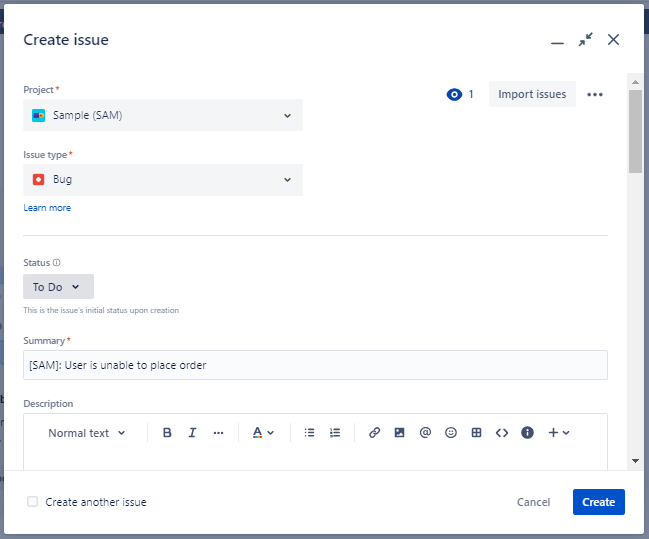 Create issue
Project *
1
Import issues
Sample (SAM)
Issue type *
Bug
Learn more
Status
To Do
This is the issue's initial status upon creation
Summary *
[SAM]: User is unable to place order
Description
Normal text
B I A
Create another issue
Cancel
Create